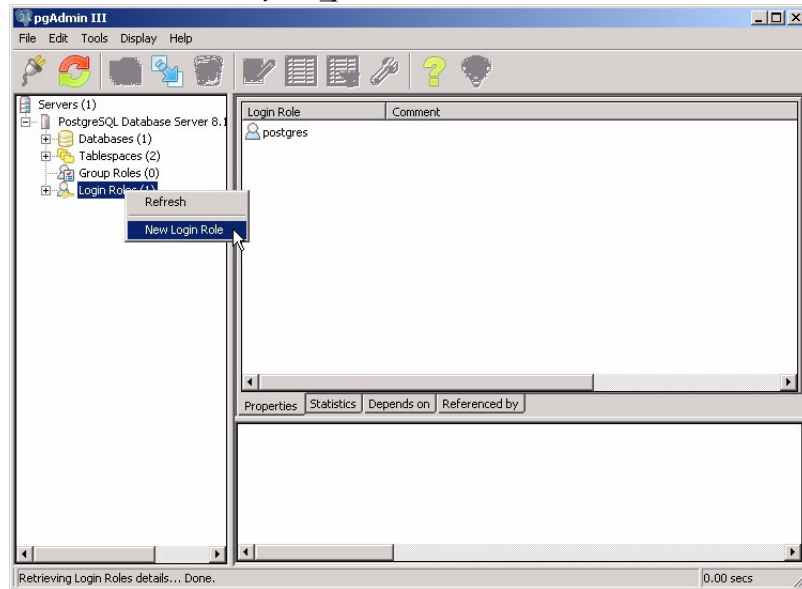 pgAdmin III
File Edit Tools Display Help
Servers (1)
PostgreSQL Database Server 8.1
Databases (1)
Tablespaces (2)
Group Roles (0)
Login Roles (1)
Refresh
New Login Role
Login Role Comment
postgres
Properties Statistics Depends on Referenced by
Retrieving Login Roles details... Done. 0.00 secs